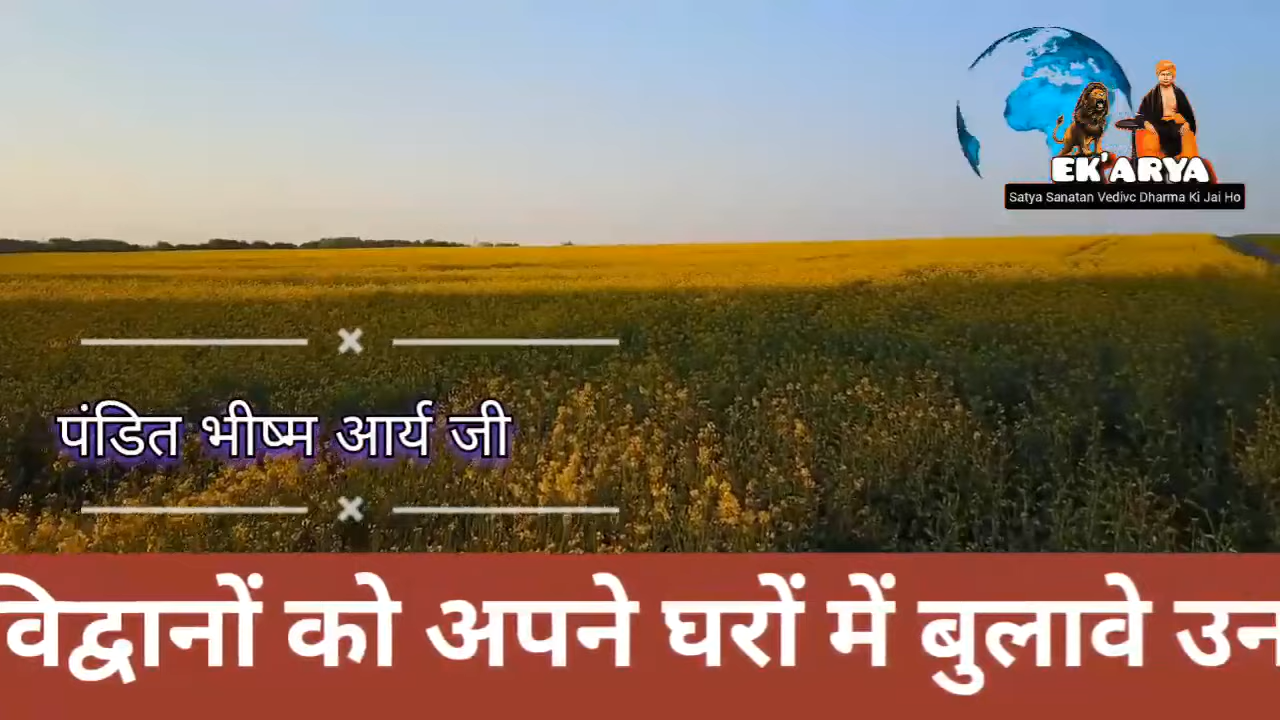 EK'ARYA
Satya Sanatan Vedivc Dharma Ki Jai Ho
पंडित भीष्म आर्य जी
विद्वानों को अपने घरों में बुलावे उन